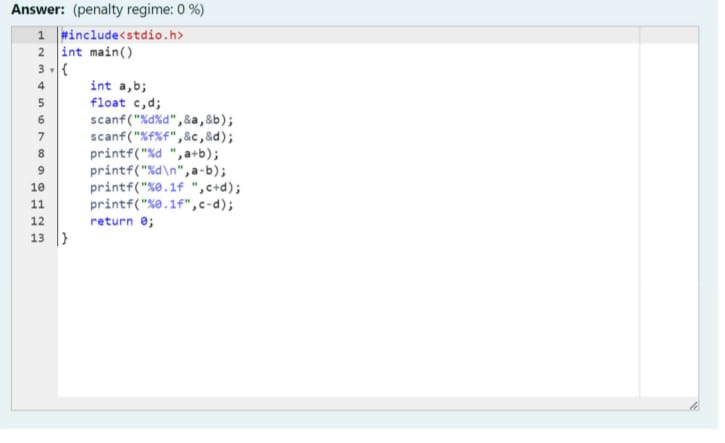 Answer: (penalty regime: 0 %)
1 #include<stdio.h>
2 int main()
3 {
4 int a,b;
5 float c,d;
6 scanf("%d%d",&a,&b);
7 scanf("%f%f",&c,&d);
8 printf("%d ",a+b);
9 printf("%d\n",a-b);
10 printf("%0.1f ",c+d);
11 printf("%0.1f",c-d);
12 return 0;
13 }